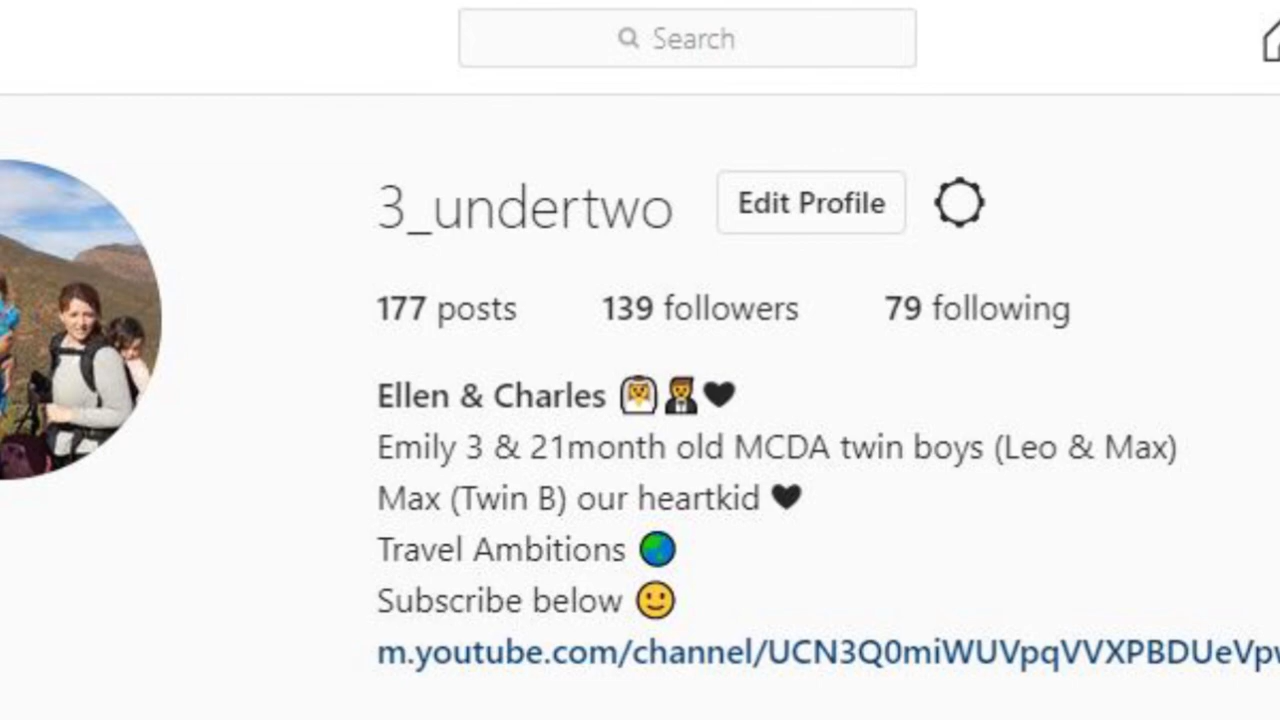 Search
3_undertwo Edit Profile
177 posts 139 followers 79 following
Ellen & Charles 👰🤵🖤
Emily 3 & 21month old MCDA twin boys (Leo & Max)
Max (Twin B) our heartkid 🖤
Travel Ambitions 🌏
Subscribe below 🙂
m.youtube.com/channel/UCN3Q0miWUVpqVVXPBDUeVpv